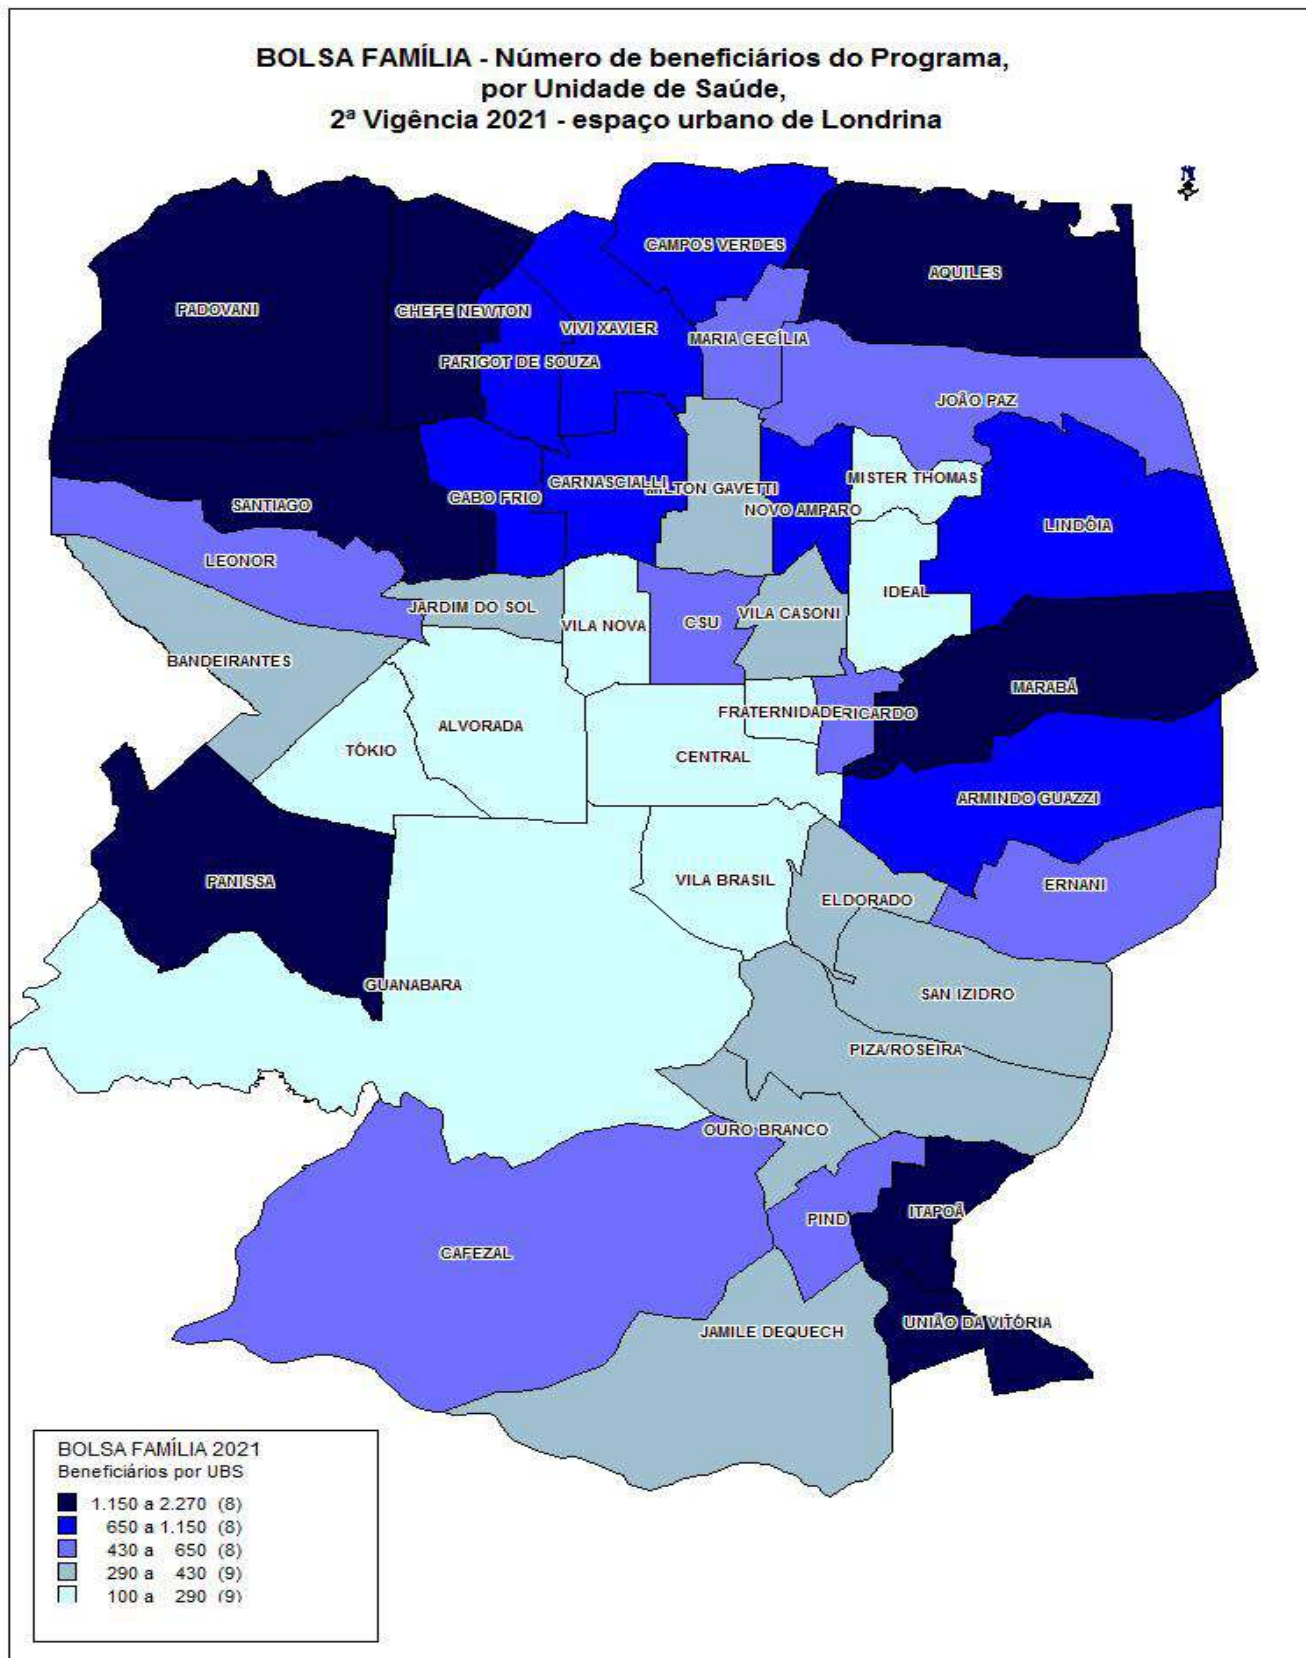 BOLSA FAMÍLIA - Número de beneficiários do Programa,
por Unidade de Saúde,
2ª Vigência 2021 - espaço urbano de Londrina
N
CAMPOS VERDES
AQUILES
PADOVANI
CHEFE NEWTON
VIVI XAVIER
MARIA CECÍLIA
PARIGOT DE SOUZA
JOÃO PAZ
MISTER THOMAS
CARNASCIALLI
MILTON GAVETTI
CABO FRIO
SANTIAGO
NOVO AMPARO
LINDÓIA
LEONOR
IDEAL
JARDIM DO SOL
VILA CASONI
VILA NOVA
CSU
BANDEIRANTES
MARABÁ
FRATERNIDADE
RICARDO
ALVORADA
TÓKIO
CENTRAL
ARMINDO GUAZZI
PANISSA
VILA BRASIL
ERNANI
ELDORADO
GUANABARA
SAN IZIDRO
PIZA/ROSEIRA
OURO BRANCO
ITAPOÃ
PIND
CAFEZAL
UNIÃO DA VITÓRIA
JAMILE DEQUECH
BOLSA FAMÍLIA 2021
Beneficiários por UBS
1.150 a 2.270 (8)
650 a 1.150 (8)
430 a 650 (8)
290 a 430 (9)
100 a 290 (9)